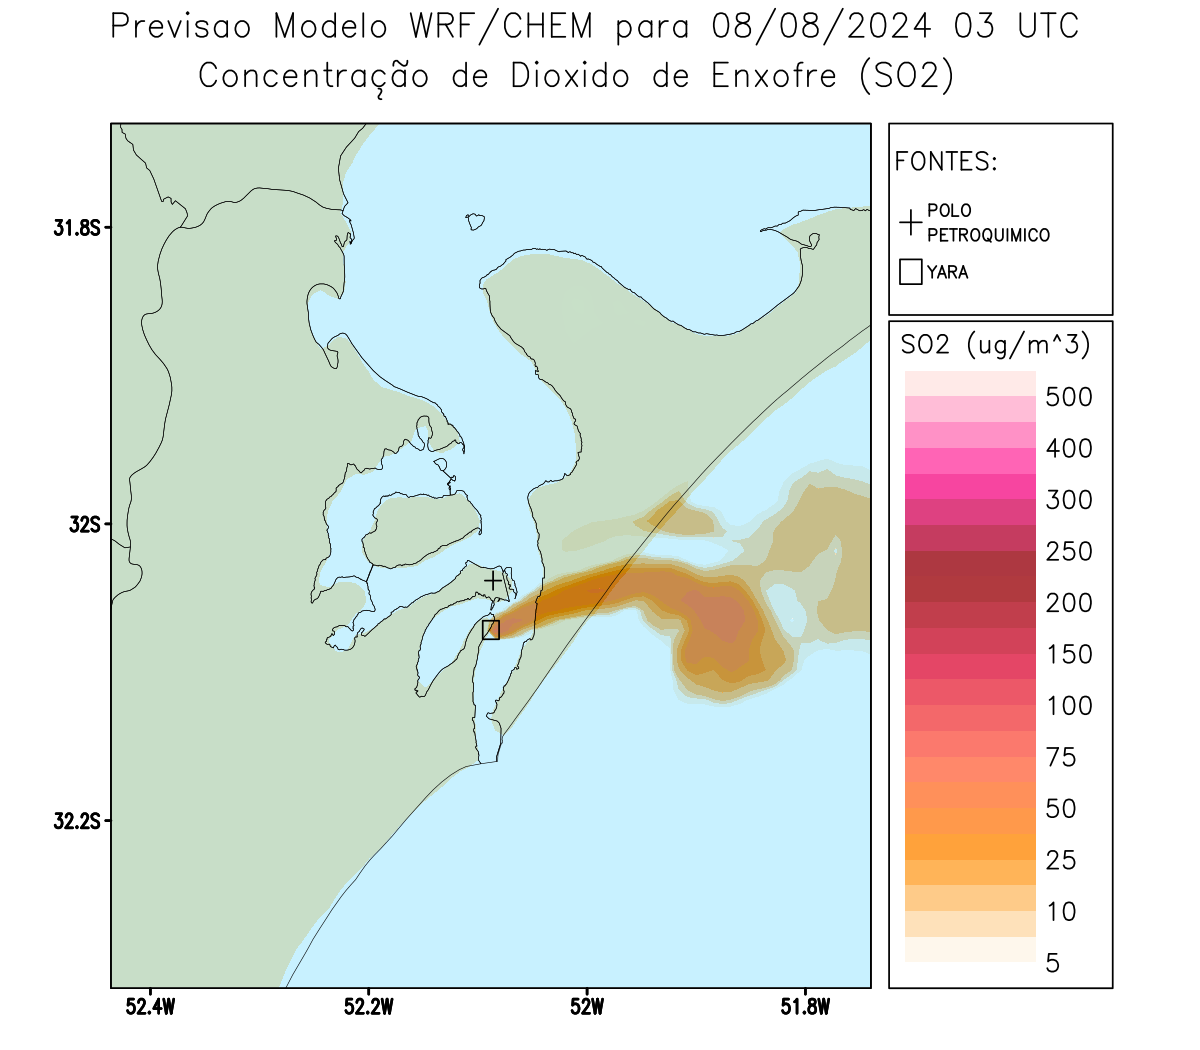 Previsao Modelo WRF/CHEM para 08/08/2024 03 UTC
Concentração de Dioxido de Enxofre (SO2)
FONTES:
POLO
PETROQUIMICO
YARA
31.8S
32S
32.2S
52.4W
52.2W
52W
51.8W
SO2 (ug/m^3)
500
400
300
250
200
150
100
75
50
25
10
5